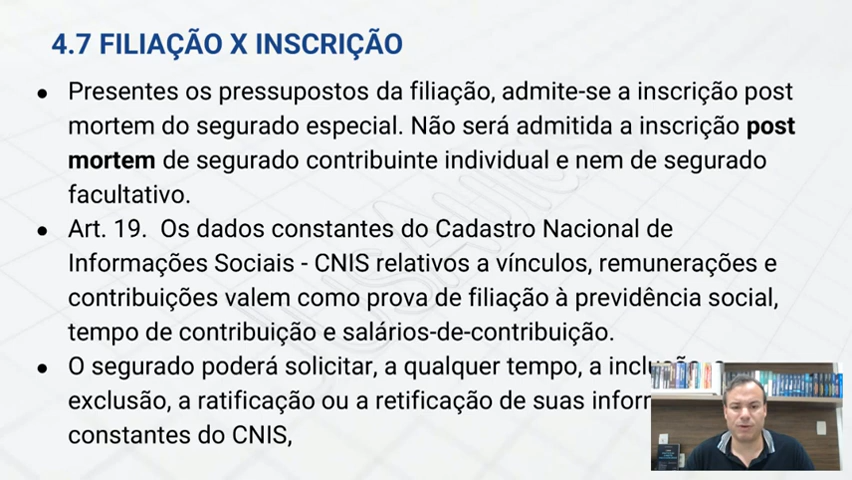 4.7 FILIAÇÃO X INSCRIÇÃO
● Presentes os pressupostos da filiação, admite-se a inscrição post
mortem do segurado especial. Não será admitida a inscrição post
mortem de segurado contribuinte individual e nem de segurado
facultativo.
● Art. 19.  Os dados constantes do Cadastro Nacional de
Informações Sociais - CNIS relativos a vínculos, remunerações e
contribuições valem como prova de filiação à previdência social,
tempo de contribuição e salários-de-contribuição.
● O segurado poderá solicitar, a qualquer tempo, a
exclusão, a ratificação ou a retificação de suas
constantes do CNIS,